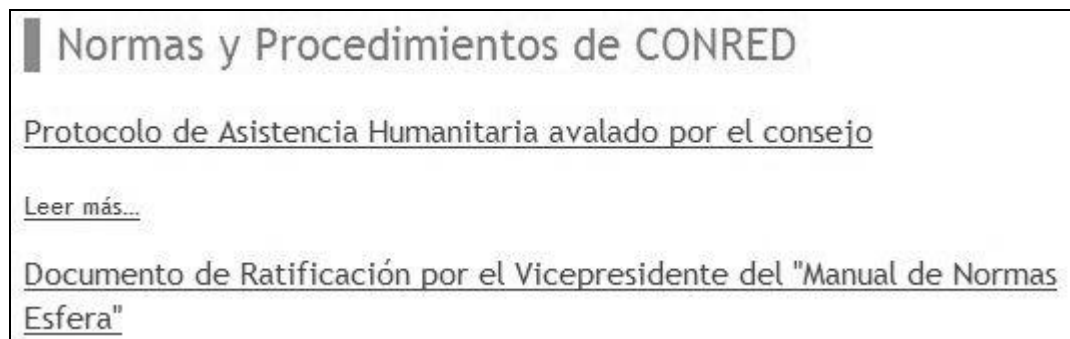 Normas y Procedimientos de CONRED
Protocolo de Asistencia Humanitaria avalado por el consejo
Leer más...
Documento de Ratificación por el Vicepresidente del "Manual de Normas
Esfera"